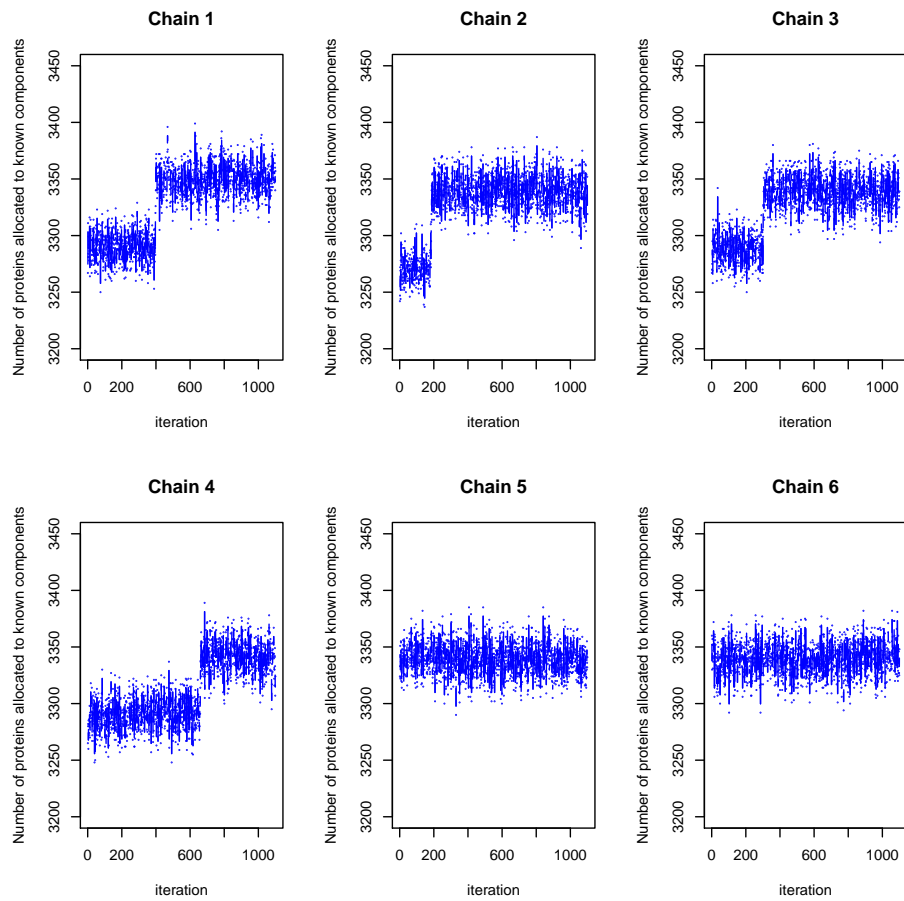 Chain 1
Number of proteins allocated to known components
3200 3250 3300 3350 3400 3450
0 200 600 1000
iteration
Chain 2
Number of proteins allocated to known components
3200 3250 3300 3350 3400 3450
0 200 600 1000
iteration
Chain 3
Number of proteins allocated to known components
3200 3250 3300 3350 3400 3450
0 200 600 1000
iteration
Chain 4
Number of proteins allocated to known components
3200 3250 3300 3350 3400 3450
0 200 600 1000
iteration
Chain 5
Number of proteins allocated to known components
3200 3250 3300 3350 3400 3450
0 200 600 1000
iteration
Chain 6
Number of proteins allocated to known components
3200 3250 3300 3350 3400 3450
0 200 600 1000
iteration